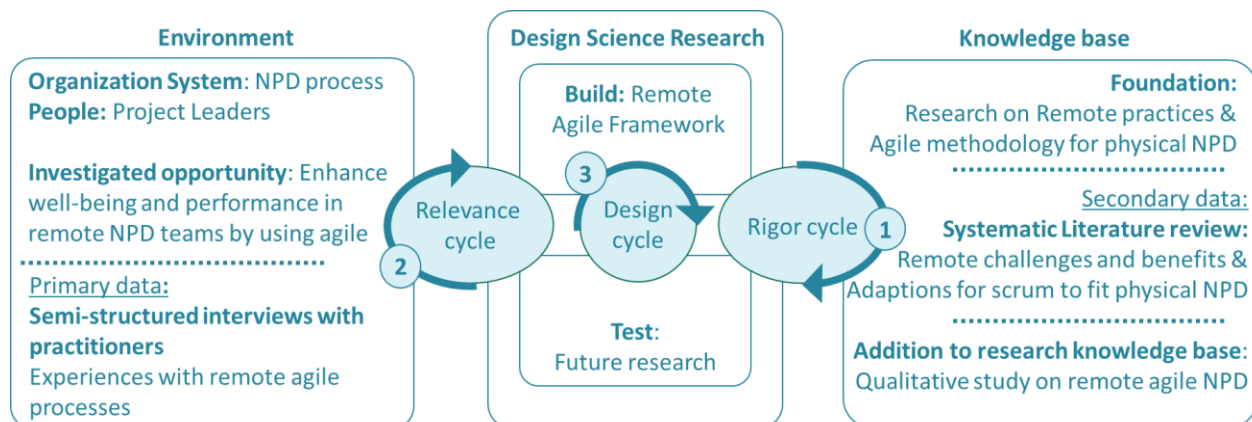 Environment
Organization System: NPD process
People: Project Leaders
Investigated opportunity: Enhance
well-being and performance in
remote NPD teams by using agile
Primary data:
Semi-structured interviews with
practitioners
Experiences with remote agile
processes
2
Relevance
cycle
Design Science Research
Build: Remote
Agile Framework
3
Design
cycle
Test:
Future research
Rigor cycle
1
Knowledge base
Foundation:
Research on Remote practices &
Agile methodology for physical NPD
Secondary data:
Systematic Literature review:
Remote challenges and benefits &
Adaptions for scrum to fit physical NPD
Addition to research knowledge base:
Qualitative study on remote agile NPD